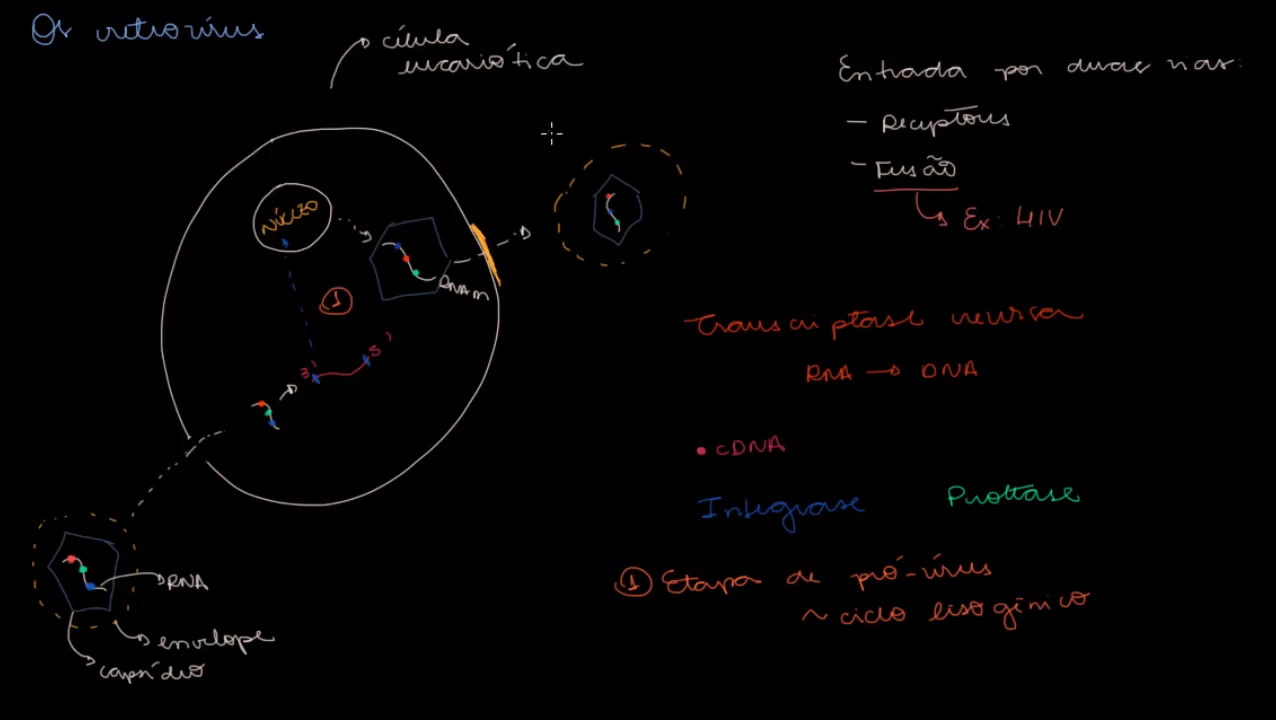 Os retrovírus
célula
eucariótica
Entrada por duas vias:
- Receptores
- Fusão
Ex: HIV
núcleo
RNAm
1
3'
5'
Transcriptase reversa
RNA → DNA
• cDNA
Integrase
Protease
RNA
envelope
capsídio
① Etapa de pró-vírus
~ ciclo lisogênico